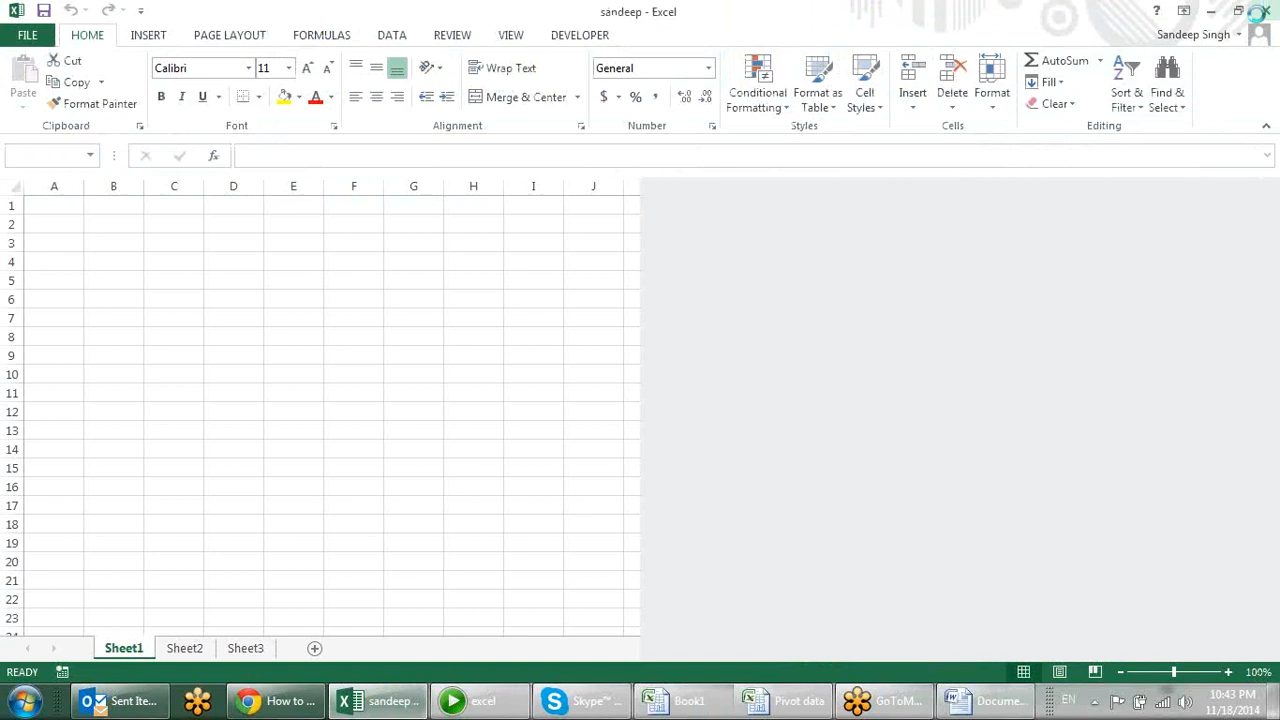 sandeep - Excel
?
FILE HOME INSERT PAGE LAYOUT FORMULAS DATA REVIEW VIEW DEVELOPER Sandeep Singh
Paste
Cut
Copy
Format Painter
Clipboard
Calibri 11
B I U
Font
Wrap Text
Merge & Center
Alignment
General
$ % ,
Number
Conditional Formatting
Format as Table
Cell Styles
Styles
Insert Delete Format
Cells
AutoSum
Fill
Clear
Sort & Filter
Find & Select
Editing
fx
A B C D E F G H I J
1
2
3
4
5
6
7
8
9
10
11
12
13
14
15
16
17
18
19
20
21
22
23
24
Sheet1 Sheet2 Sheet3
READY 100%
Sent Ite... How to ... sandeep... excel Skype™ ... Book1 Pivot data GoToM... Docume... EN 10:43 PM
11/18/2014